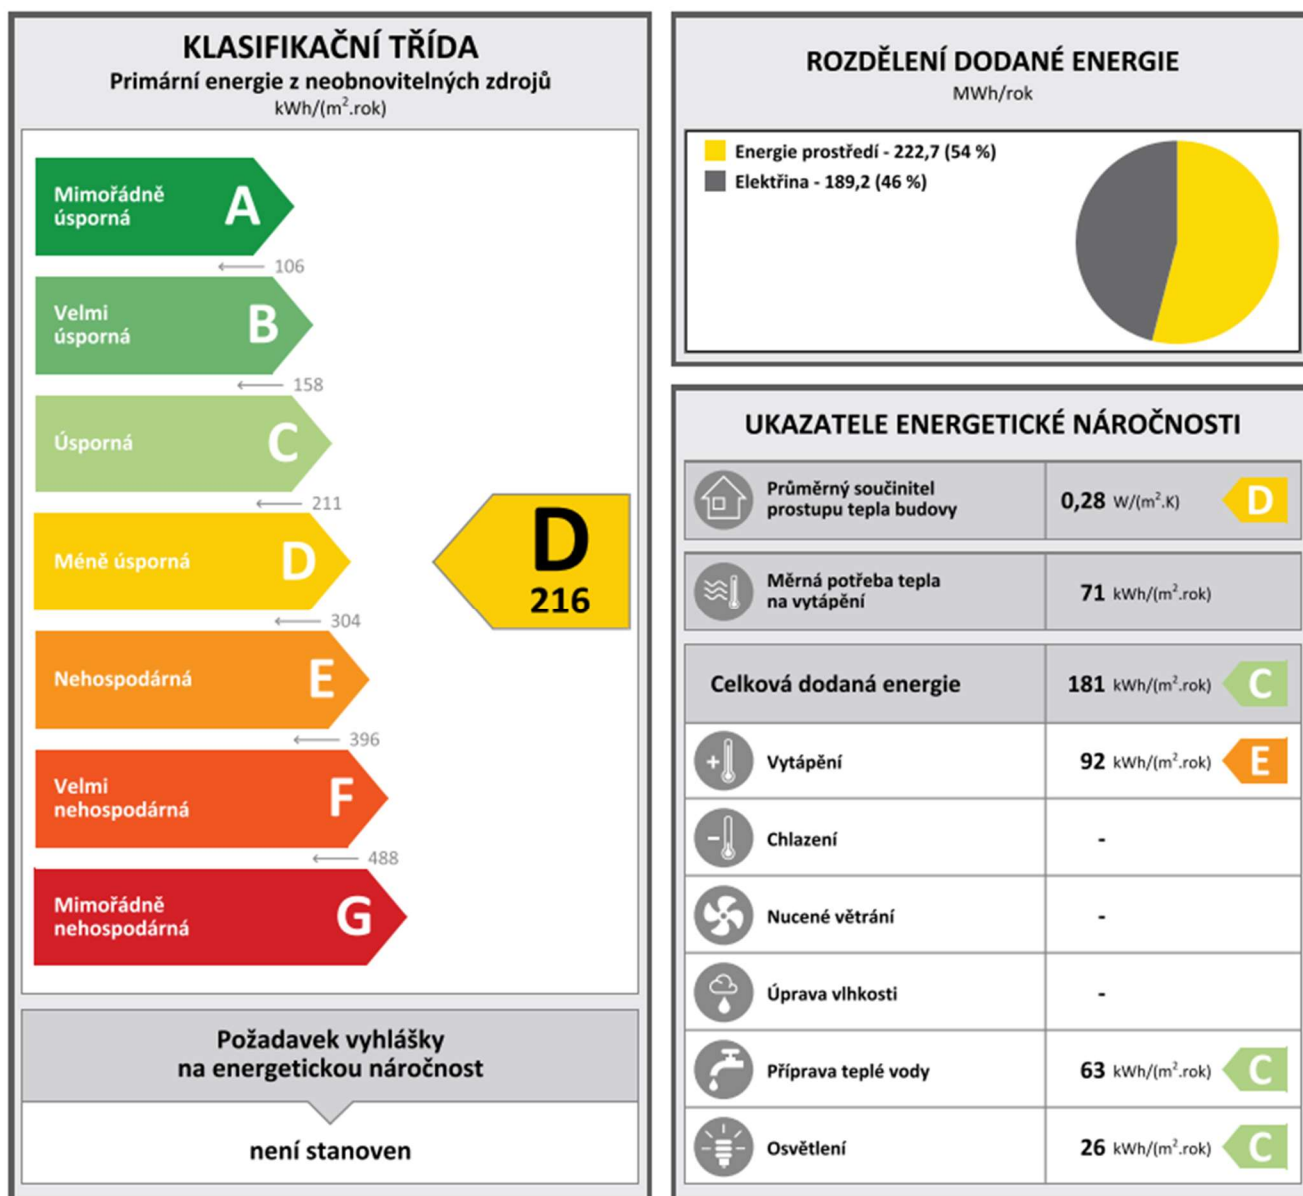 KLASIFIKAČNÍ TŘÍDA
Primární energie z neobnovitelných zdrojů
kWh/(m².rok)
Mimořádně
úsporná
A
106
Velmi
úsporná
B
158
Úsporná
C
211
Méně úsporná
D
304
Nehospodárná
E
396
Velmi
nehospodárná
F
488
Mimořádně
nehospodárná
G
D
216
Požadavek vyhlášky
na energetickou náročnost
není stanoven
ROZDĚLENÍ DODANÉ ENERGIE
MWh/rok
Energie prostředí - 222,7 (54 %)
Elektřina - 189,2 (46 %)
UKAZATELE ENERGETICKÉ NÁROČNOSTI
Průměrný součinitel
prostupu tepla budovy
0,28 W/(m².K) D
Měrná potřeba tepla
na vytápění
71 kWh/(m².rok)
Celková dodaná energie 181 kWh/(m².rok) C
Vytápění 92 kWh/(m².rok) E
Chlazení -
Nucené větrání -
Úprava vlhkosti -
Příprava teplé vody 63 kWh/(m².rok) C
Osvětlení 26 kWh/(m².rok) C